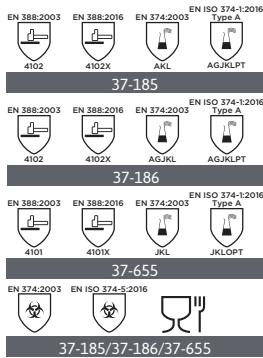 EN 388:2003 EN 388:2016 EN 374:2003 EN ISO 374-1:2016
Type A
4102 4102X AKL AGJKLPT
37-185
EN 388:2003 EN 388:2016 EN 374:2003 EN ISO 374-1:2016
Type A
4102 4102X AGJKL AGJKLPT
37-186
EN 388:2003 EN 388:2016 EN 374:2003 EN ISO 374-1:2016
Type A
4101 4101X JKL JKLOPT
37-655
EN 374:2003 EN ISO 374-5:2016
37-185/37-186/37-655